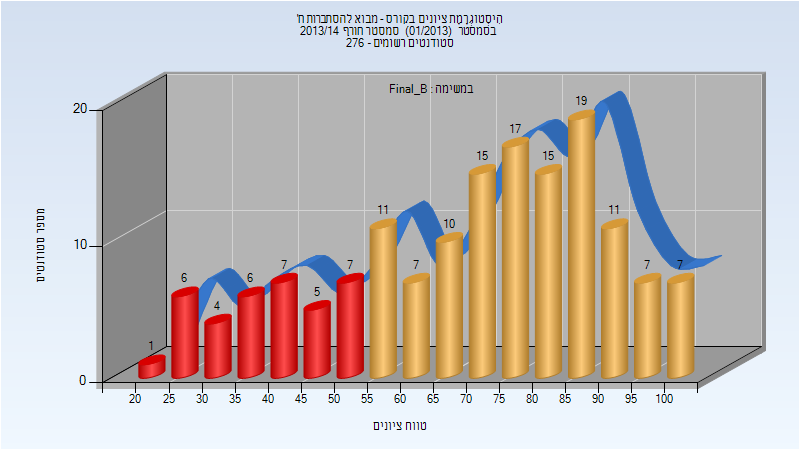 היסטוגרמת ציונים בקורס - מבוא להסתברות ח'
בסמסטר (01/2013) סמסטר חורף 2013/14
סטודנטים רשומים - 276
במשימה : Final_B
מספר סטודנטים
20
10
0
1
6
4
6
7
5
7
11
7
10
15
17
15
19
11
7
7
20 25 30 35 40 45 50 55 60 65 70 75 80 85 90 95 100
טווח ציונים